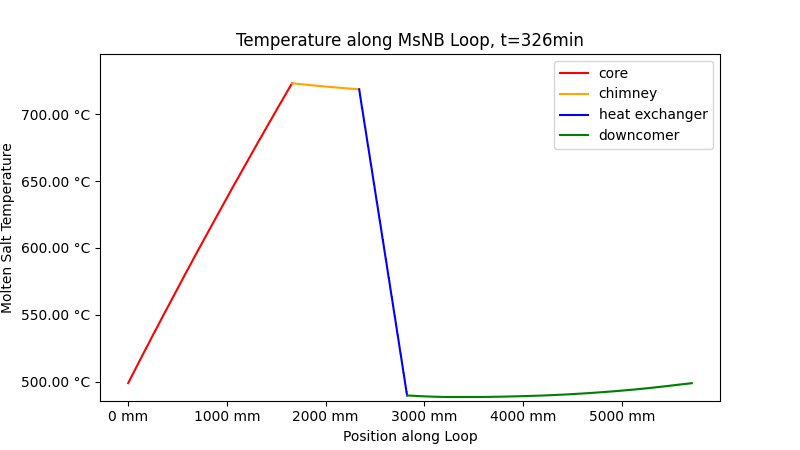 Temperature along MsNB Loop, t=326min
core
chimney
heat exchanger
downcomer
Molten Salt Temperature
700.00 °C
650.00 °C
600.00 °C
550.00 °C
500.00 °C
0 mm 1000 mm 2000 mm 3000 mm 4000 mm 5000 mm
Position along Loop